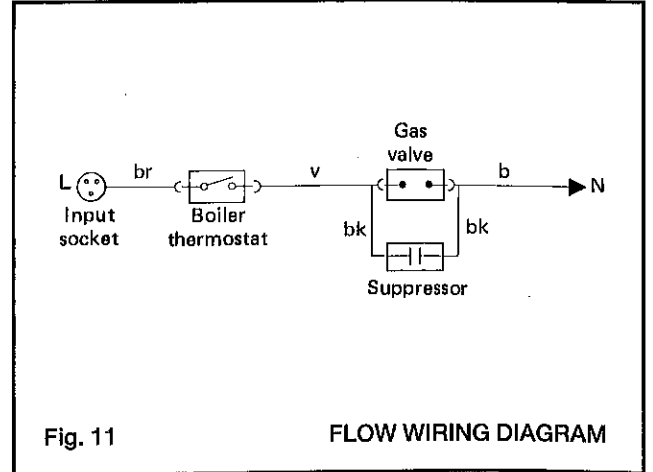 Gas
valve
L
br
v
b
N
Input
socket
Boiler
thermostat
bk
bk
Suppressor
Fig. 11
FLOW WIRING DIAGRAM